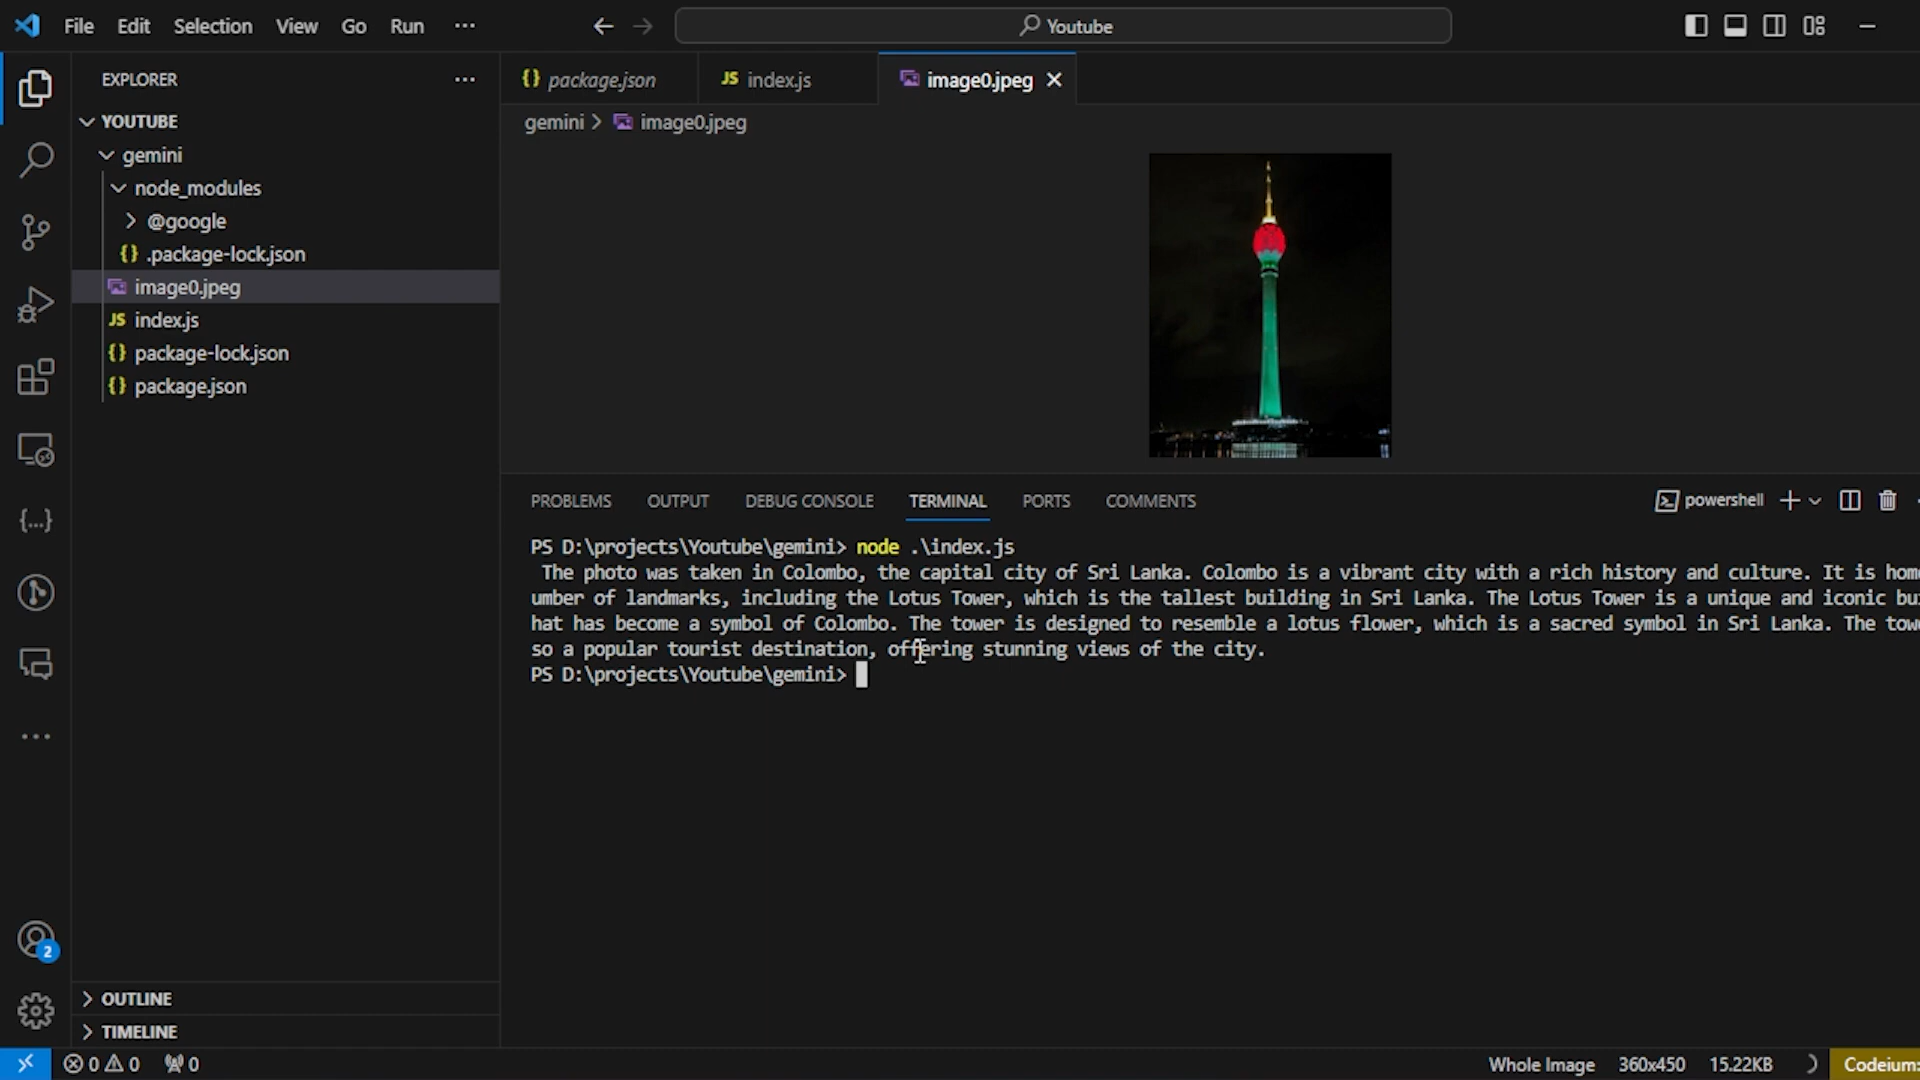 File Edit Selection View Go Run ···
Youtube
EXPLORER ···
package.json
JS index.js
image0.jpeg
YOUTUBE
gemini > image0.jpeg
gemini
node_modules
@google
{} .package-lock.json
image0.jpeg
JS index.js
{} package-lock.json
{} package.json
PROBLEMS OUTPUT DEBUG CONSOLE TERMINAL PORTS COMMENTS
powershell
PS D:\projects\Youtube\gemini> node .\index.js
The photo was taken in Colombo, the capital city of Sri Lanka. Colombo is a vibrant city with a rich history and culture. It is hom
umber of landmarks, including the Lotus Tower, which is the tallest building in Sri Lanka. The Lotus Tower is a unique and iconic bu
hat has become a symbol of Colombo. The tower is designed to resemble a lotus flower, which is a sacred symbol in Sri Lanka. The tow
so a popular tourist destination, offering stunning views of the city.
PS D:\projects\Youtube\gemini>
2
OUTLINE
TIMELINE
0 0 0
Whole Image 360x450 15.22KB Codeium: